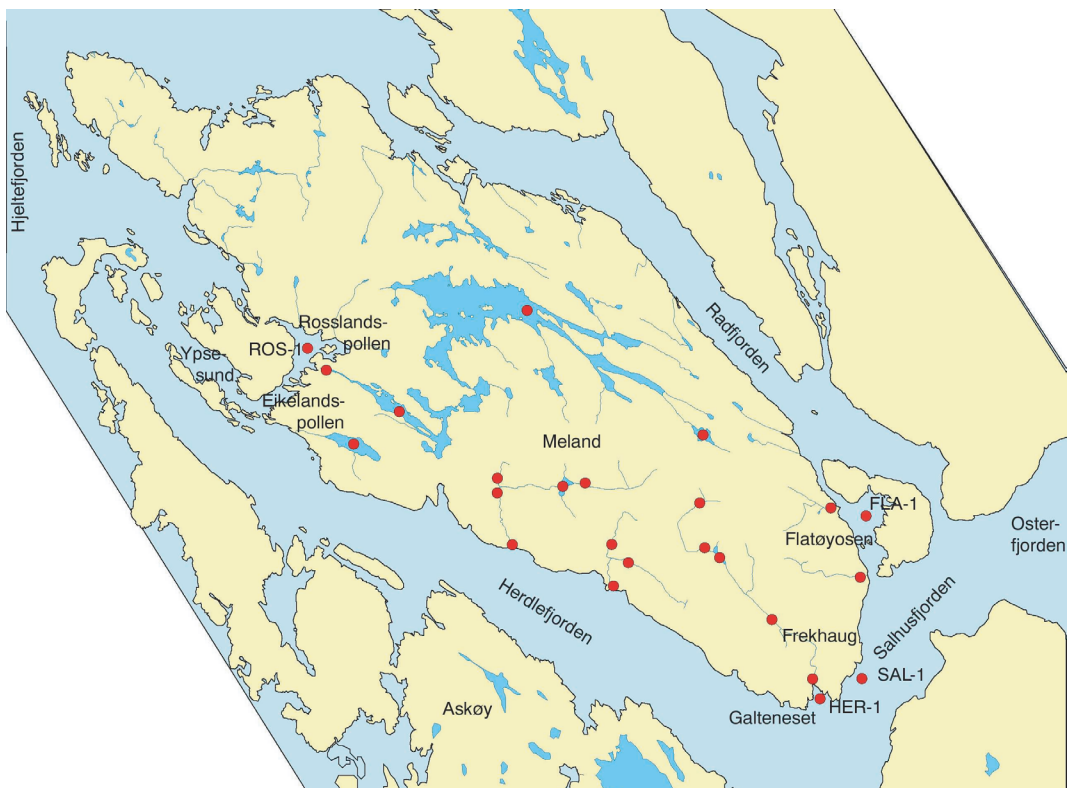 Hjeltefjorden
Rosslands-
pollen
ROS-1
Ypse-
sund
Eikelands-
pollen
Radfjorden
Meland
FLA-1
Flatøyosen
Oster-
fjorden
Herdlefjorden
Salhusfjorden
Frekhaug
SAL-1
HER-1
Galteneset
Askøy